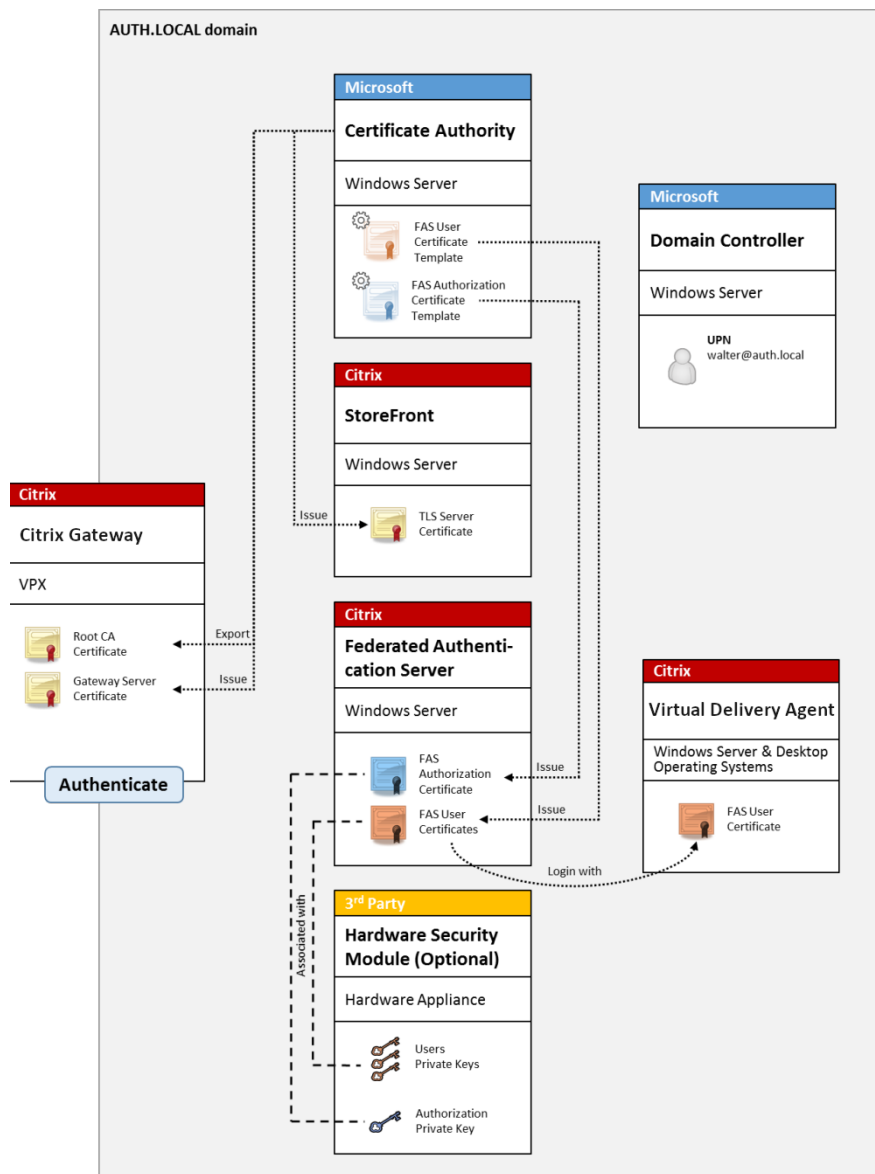 AUTH.LOCAL domain
Microsoft
Certificate Authority
Windows Server
FAS User
Certificate
Template
FAS Authorization
Certificate
Template
Microsoft
Domain Controller
Windows Server
UPN
walter@auth.local
Citrix
StoreFront
Windows Server
Issue
TLS Server
Certificate
Citrix
Citrix Gateway
VPX
Root CA
Certificate
Export
Gateway Server
Certificate
Issue
Authenticate
Citrix
Federated Authenti-
cation Server
Windows Server
FAS
Authorization
Certificate
Issue
FAS User
Certificates
Issue
Citrix
Virtual Delivery Agent
Windows Server & Desktop
Operating Systems
FAS User
Certificate
Login with
Associated with
3rd Party
Hardware Security
Module (Optional)
Hardware Appliance
Users
Private Keys
Authorization
Private Key